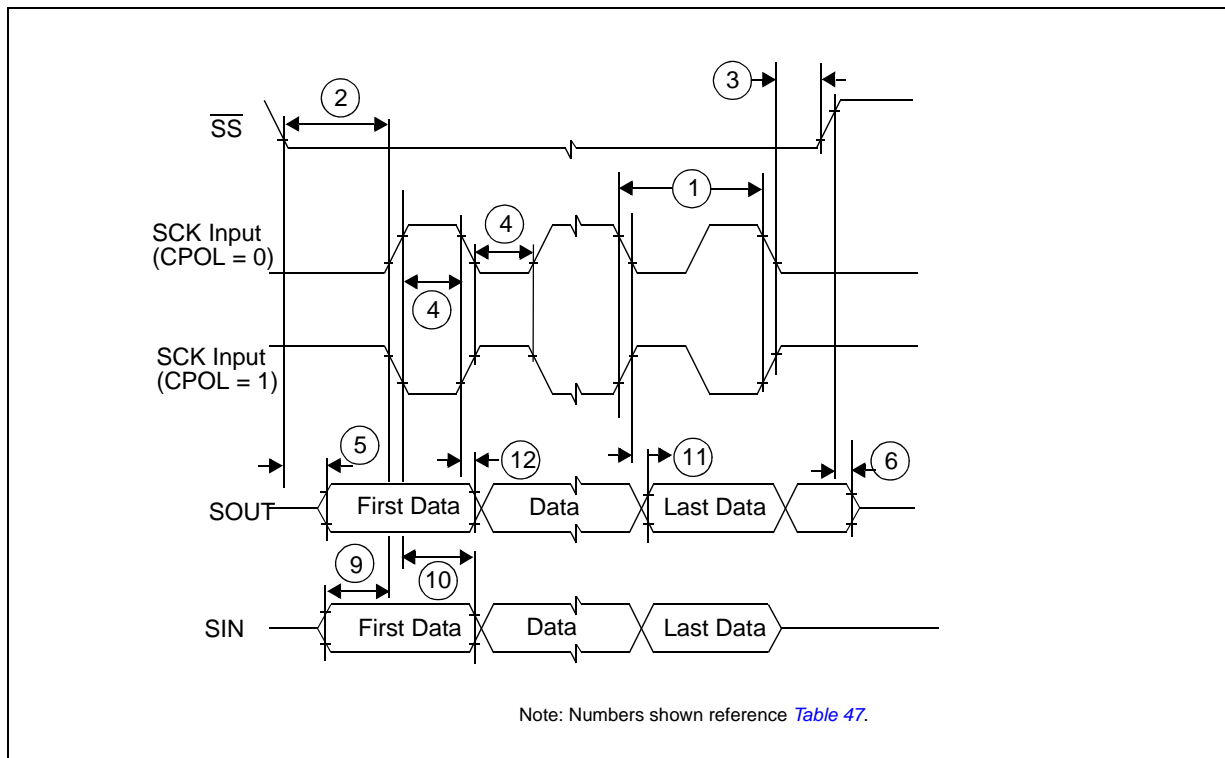 3
2
SS
1
SCK Input
(CPOL = 0)
4
4
SCK Input
(CPOL = 1)
5
12
11
6
SOUT
First Data
Data
Last Data
9
10
SIN
First Data
Data
Last Data
Note: Numbers shown reference Table 47.